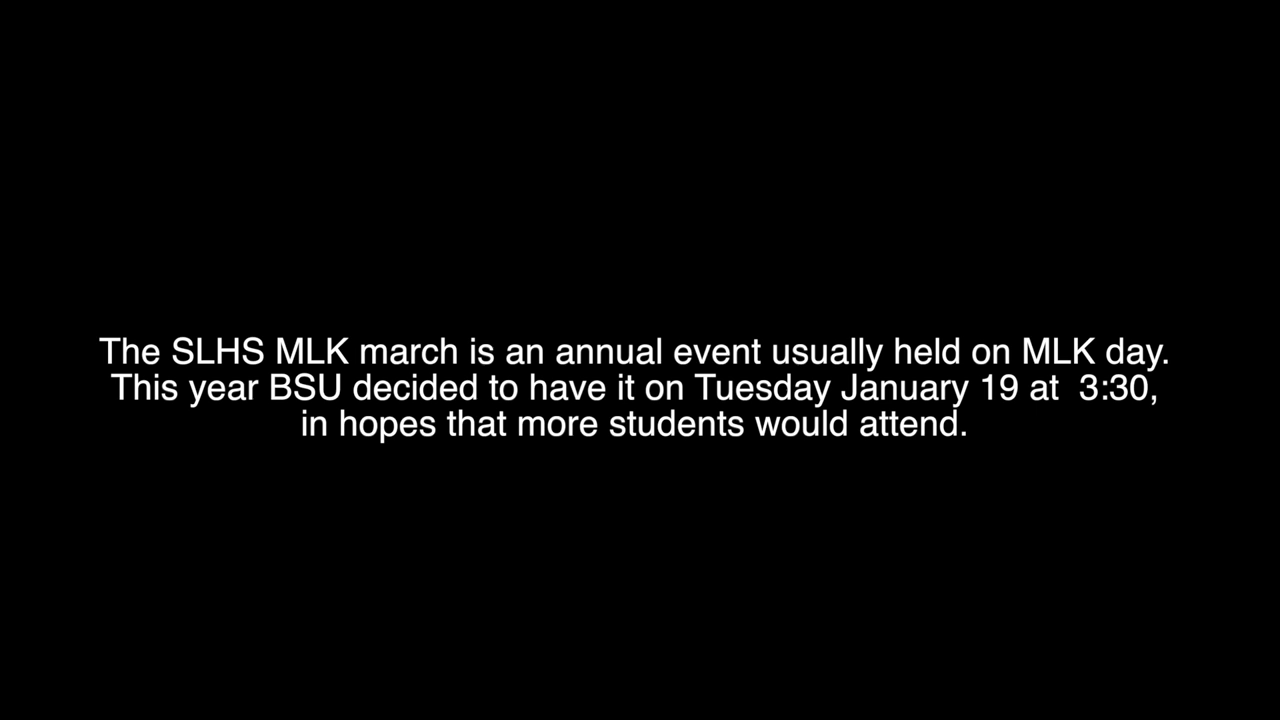 The SLHS MLK march is an annual event usually held on MLK day.
This year BSU decided to have it on Tuesday January 19 at  3:30,
in hopes that more students would attend.